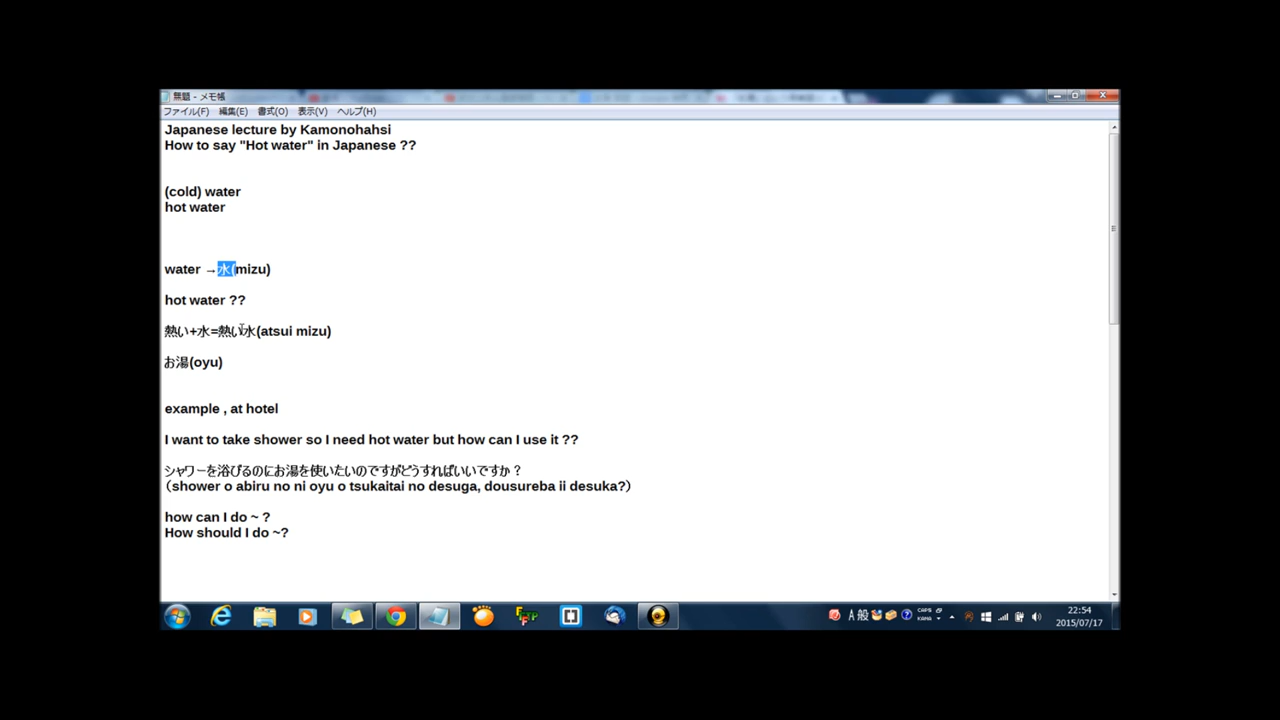 無題 - メモ帳
ファイル(F) 編集(E) 書式(O) 表示(V) ヘルプ(H)
Japanese lecture by Kamonohahsi
How to say "Hot water" in Japanese ??
(cold) water
hot water
water →水(mizu)
hot water ??
熱い+水=熱い水(atsui mizu)
お湯(oyu)
example , at hotel
I want to take shower so I need hot water but how can I use it ??
シャワーを浴びるのにお湯を使いたいのですがどうすればいいですか？
（shower o abiru no ni oyu o tsukaitai no desuga, dousureba ii desuka?)
how can I do ~ ?
How should I do ~?
A 般 CAPS KANA
22:54
2015/07/17